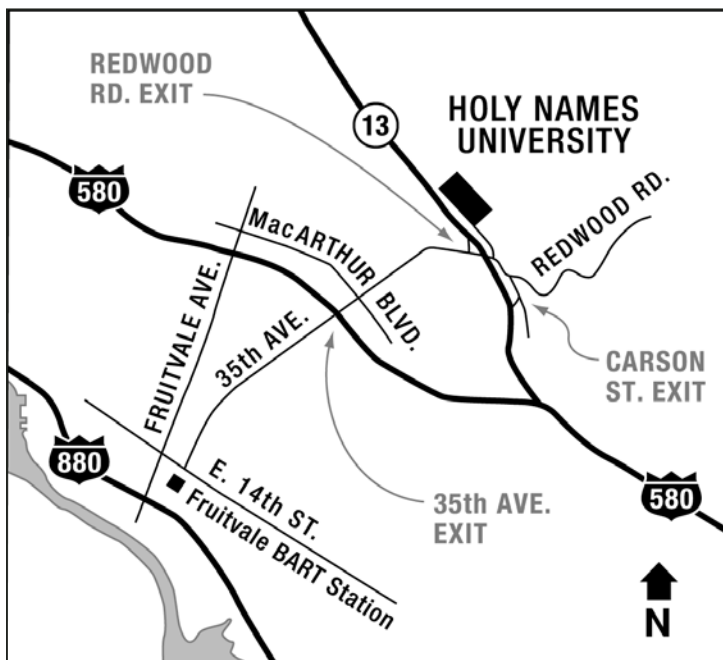 REDWOOD
RD. EXIT
13
HOLY NAMES
UNIVERSITY
580
MacARTHUR BLVD.
REDWOOD RD.
FRUITVALE AVE.
35th AVE.
CARSON
ST. EXIT
880
E. 14th ST.
Fruitvale BART Station
35th AVE.
EXIT
580
N